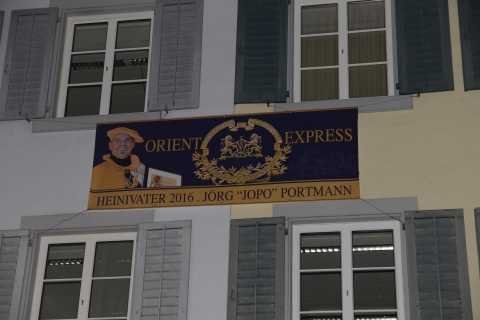 ORIENT EXPRESS
HEINIVATER 2016 . JÖRG "JOPO" PORTMANN